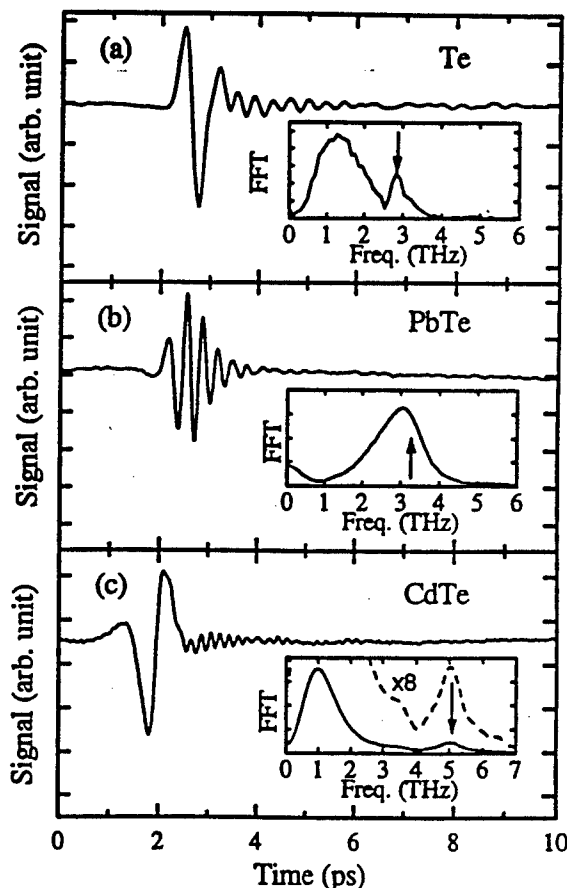 (a) Te
Signal (arb. unit)
FFT
0 1 2 3 4 5 6
Freq. (THz)
(b) PbTe
Signal (arb. unit)
FFT
0 1 2 3 4 5 6
Freq. (THz)
(c) CdTe
Signal (arb. unit)
x8
FFT
0 1 2 3 4 5 6 7
Freq. (THz)
0 2 4 6 8 10
Time (ps)